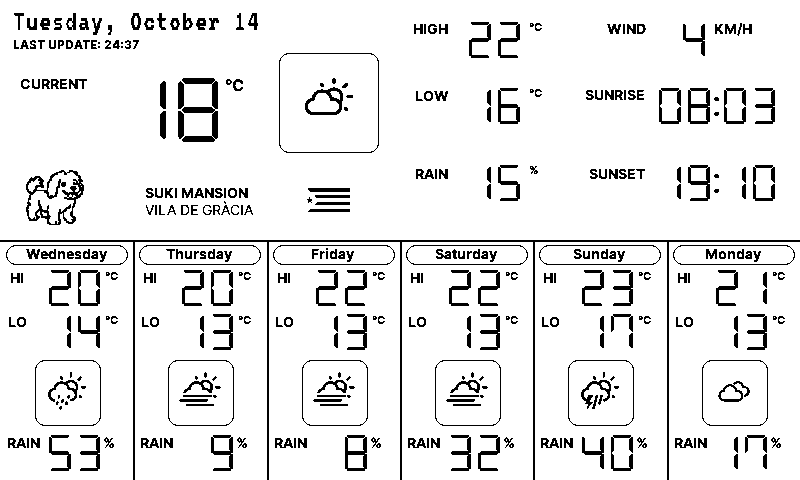 Tuesday, October 14
LAST UPDATE: 24:37
CURRENT 18 °C
SUKI MANSION
VILA DE GRÀCIA
HIGH 22 °C
LOW 16 °C
RAIN 15 %
WIND 4 KM/H
SUNRISE 08:03
SUNSET 19:10
Wednesday
HI 20 °C
LO 14 °C
RAIN 53 %
Thursday
HI 20 °C
LO 13 °C
RAIN 9 %
Friday
HI 22 °C
LO 13 °C
RAIN 8 %
Saturday
HI 22 °C
LO 13 °C
RAIN 32 %
Sunday
HI 23 °C
LO 17 °C
RAIN 40 %
Monday
HI 21 °C
LO 13 °C
RAIN 17 %